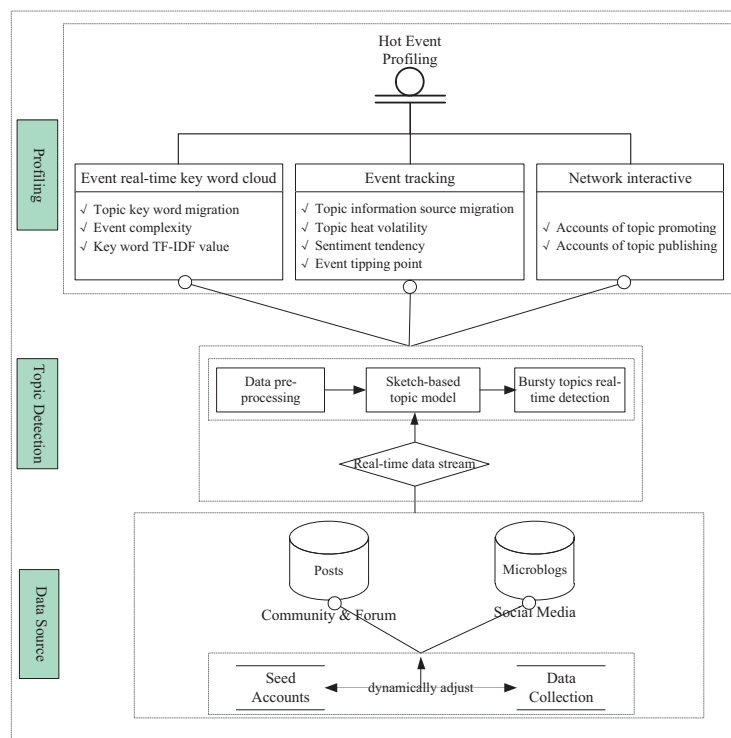 Hot Event
Profiling
Profiling
Event real-time key word cloud
√ Topic key word migration
√ Event complexity
√ Key word TF-IDF value
Event tracking
√ Topic information source migration
√ Topic heat volatility
√ Sentiment tendency
√ Event tipping point
Network interactive
√ Accounts of topic promoting
√ Accounts of topic publishing
Topic Detection
Data pre-
processing
Sketch-based
topic model
Bursty topics real-
time detection
Real-time data stream
Data Source
Posts
Community & Forum
Microblogs
Social Media
Seed
Accounts
dynamically adjust
Data
Collection